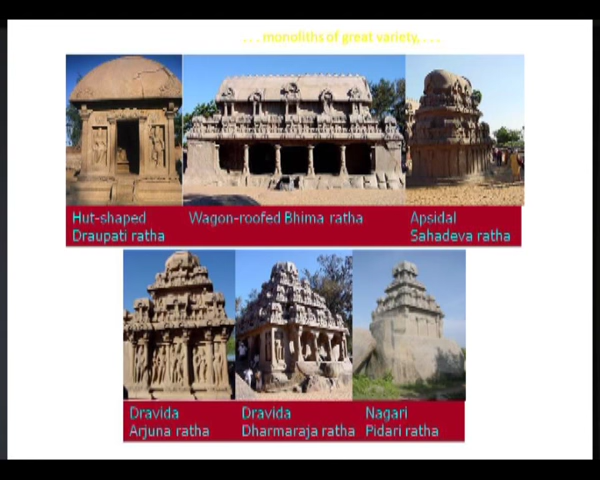 . . . monoliths of great variety, . . .
Hut-shaped
Draupati ratha
Wagon-roofed Bhima ratha
Apsidal
Sahadeva ratha
Dravida
Arjuna ratha
Dravida
Dharmaraja ratha
Nagari
Pidari ratha